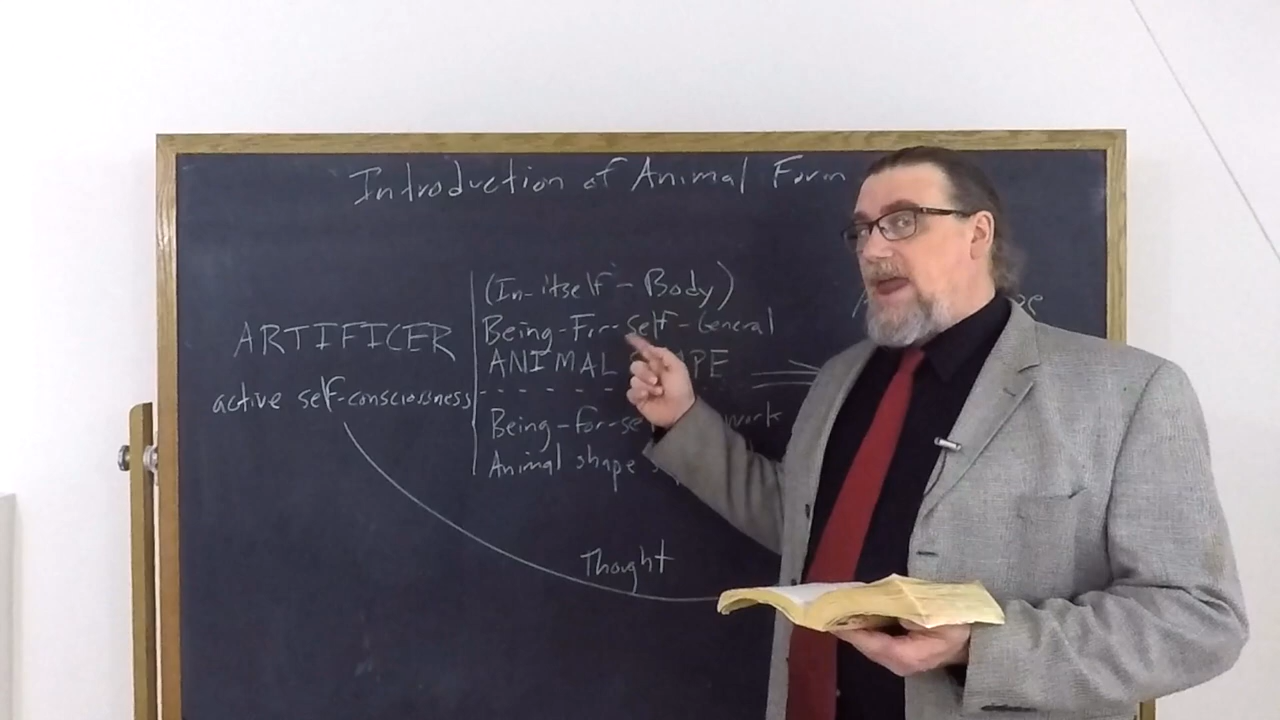 Introduction of Animal Form
(In-itself - Body)
Being-For-Self - General
ARTIFICER
ANIMAL
active self-consciousness
Being-for-se work
Animal shape
Thought